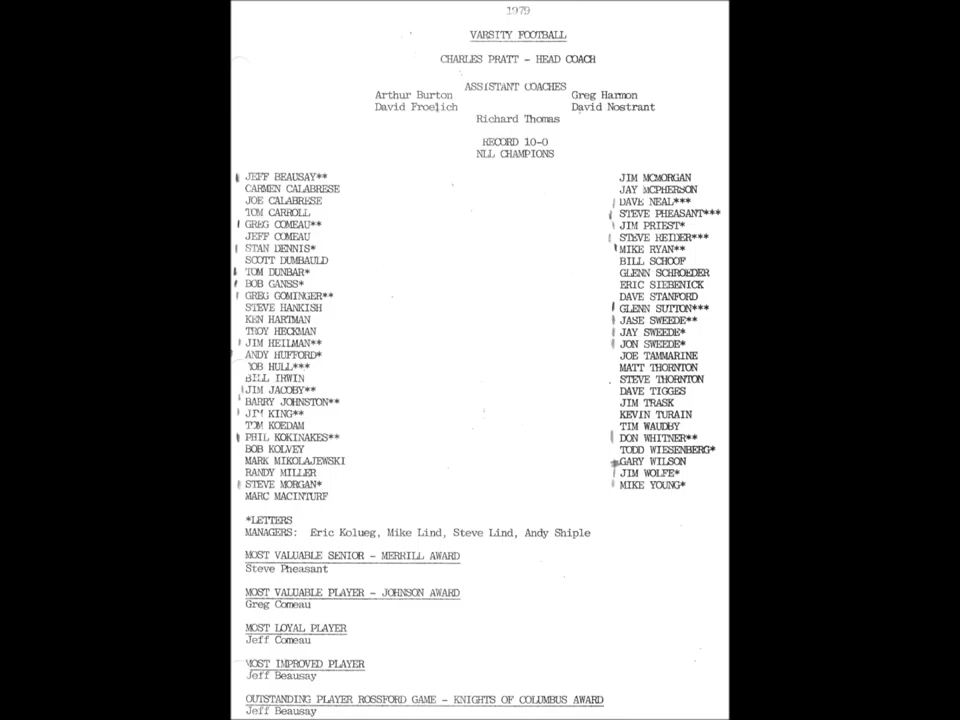 1979
VARSITY FOOTBALL
CHARLES PRATT - HEAD COACH
ASSISTANT COACHES
Arthur Burton
Greg Harmon
David Froelich
David Nostrant
Richard Thomas
RECORD 10-0
NLL CHAMPIONS
JEFF BEAUSAY**
CARMEN CALABRESE
JOE CALABRESE
TOM CARROLL
GREG COMEAU**
JEFF COMEAU
STAN DENNIS*
SCOTT DUMBAULD
TOM DUNBAR*
BOB GANSS*
GREG GOMINGER**
STEVE HANKISH
KEN HARTMAN
TROY HECKMAN
JIM HEILMAN**
ANDY HUFFORD*
BOB HULL***
BILL IRWIN
JIM JACOBY**
BARRY JOHNSTON**
JIM KING**
TOM KOEDAM
PHIL KOKINAKES**
BOB KOLVEY
MARK MIKOLAJEWSKI
RANDY MILLER
STEVE MORGAN*
MARC MACINTURF
JIM MCMORGAN
JAY MCPHERSON
DAVE NEAL***
STEVE PHEASANT***
JIM PRIEST*
STEVE REIDER***
MIKE RYAN**
BILL SCHOOF
GLENN SCHROEDER
ERIC SIEBENICK
DAVE STANFORD
GLENN SUTTON***
JASE SWEEDE**
JAY SWEEDE*
JON SWEEDE*
JOE TAMMARINE
MATT THORNTON
STEVE THORNTON
DAVE TIGGES
JIM TRASK
KEVIN TURAIN
TIM WAUDBY
DON WHITNER**
TODD WIESENBERG*
GARY WILSON
JIM WOLFE*
MIKE YOUNG*
*LETTERS
MANAGERS: Eric Kolueg, Mike Lind, Steve Lind, Andy Shiple
MOST VALUABLE SENIOR - MERRILL AWARD
Steve Pheasant
MOST VALUABLE PLAYER - JOHNSON AWARD
Greg Comeau
MOST LOYAL PLAYER
Jeff Comeau
MOST IMPROVED PLAYER
Jeff Beausay
OUTSTANDING PLAYER ROSSFORD GAME - KNIGHTS OF COLUMBUS AWARD
Jeff Beausay